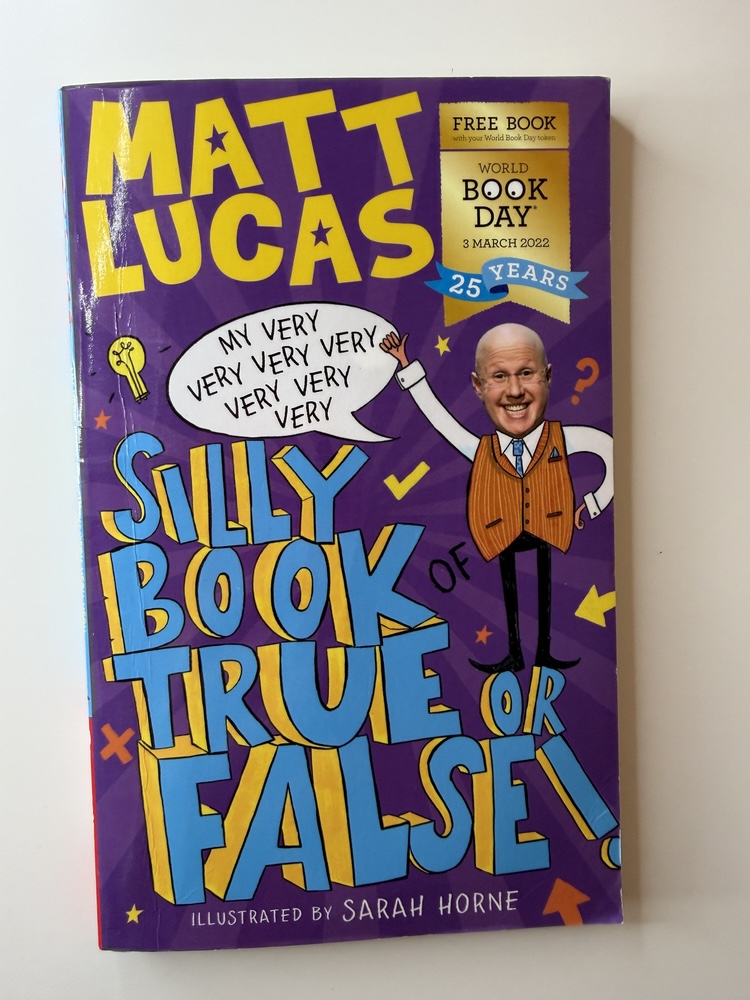 MATT
LUCAS
FREE BOOK
with your World Book Day token
WORLD
BOOK
DAY®
3 MARCH 2022
25 YEARS
MY VERY
VERY VERY VERY
VERY VERY
VERY
SILLY
BOOK OF
TRUE OR
FALSE!
ILLUSTRATED BY SARAH HORNE